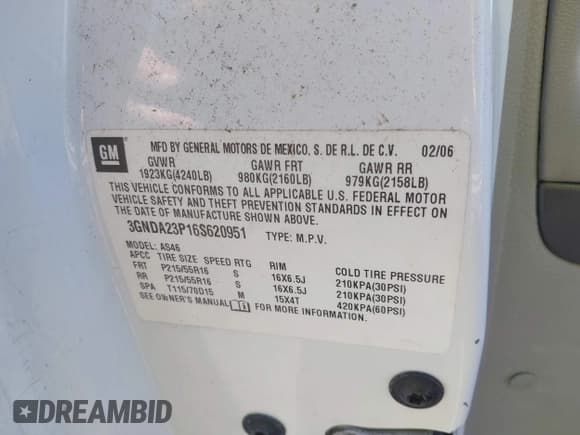 GM
MFD BY GENERAL MOTORS DE MEXICO. S. DE R.L. DE C.V. 02/06
GVWR GAWR FRT GAWR RR
1923KG(4240LB) 980KG(2160LB) 979KG(2158LB)
THIS VEHICLE CONFORMS TO ALL APPLICABLE U.S. FEDERAL MOTOR
VEHICLE SAFETY AND THEFT PREVENTION STANDARDS IN EFFECT ON
THE DATE OF MANUFACTURE SHOWN ABOVE.
3GNDA23P16S620951 TYPE: M.P.V.
MODEL: AS46
APCC TIRE SIZE SPEED RTG RIM COLD TIRE PRESSURE
FRT P215/55R16 S 16X6.5J 210KPA(30PSI)
RR P215/55R16 S 16X6.5J 210KPA(30PSI)
SPA T115/70D15 M 15X4T 420KPA(60PSI)
SEE OWNER'S MANUAL FOR MORE INFORMATION
DREAMBID